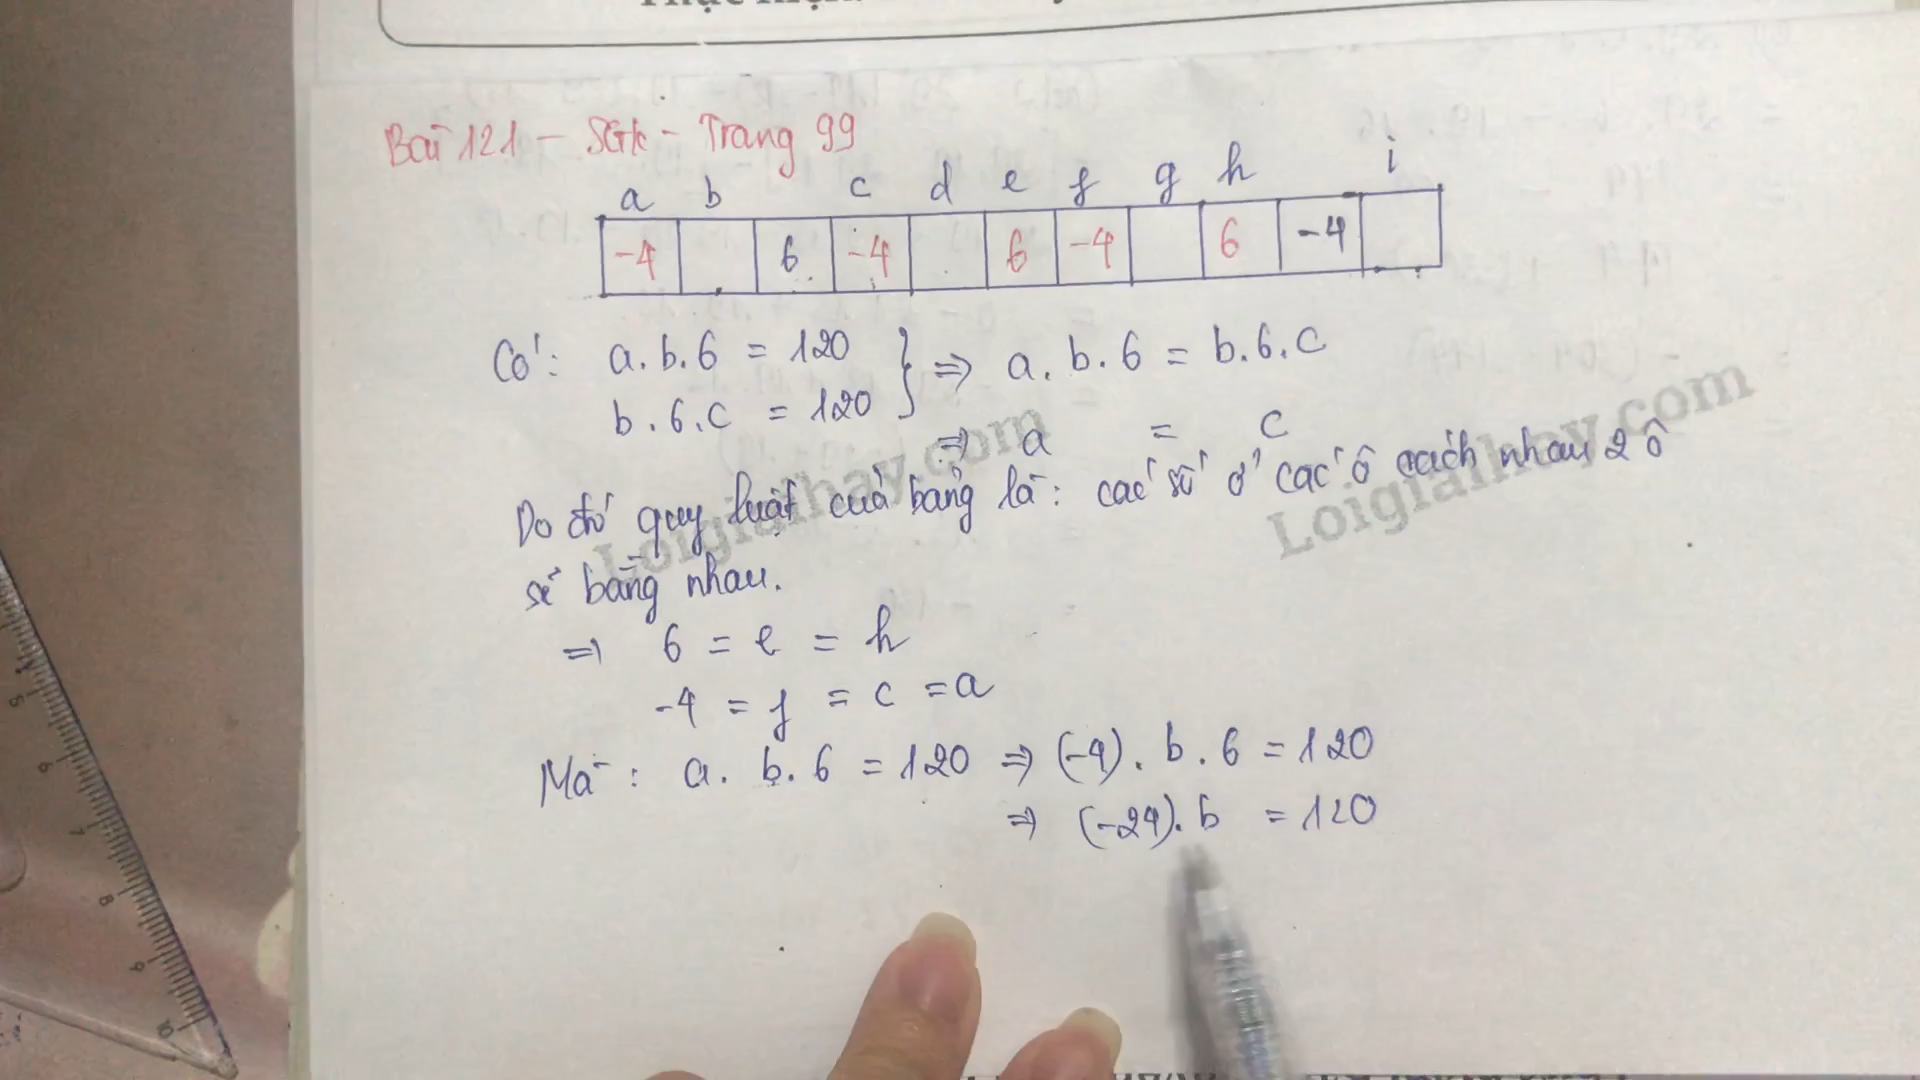 Bài 121 - SGK - Trang 99
a b c d e f g h i
-4 6 -4 6 -4 6 -4
Có: a.b.6 = 120 } ⇒ a.b.6 = b.6.c
b.6.c = 120
⇒ a = c
Do đó quy luật của bảng là: các số ở các ô cách nhau 2 ô
sẽ bằng nhau.
⇒ 6 = e = h
-4 = f = c = a
Mà: a.b.6 = 120 ⇒ (-4).b.6 = 120
⇒ (-24).b = 120
Loigiaihay.com
Loigiaihay.com